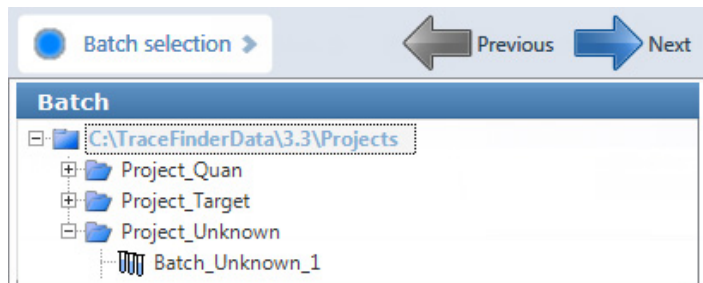 Batch selection Previous Next
Batch
C:\TraceFinderData\3.3\Projects
Project_Quan
Project_Target
Project_Unknown
Batch_Unknown_1